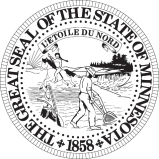 THE GREAT SEAL OF THE STATE OF MINNESOTA
L'ETOILE DU NORD
1858